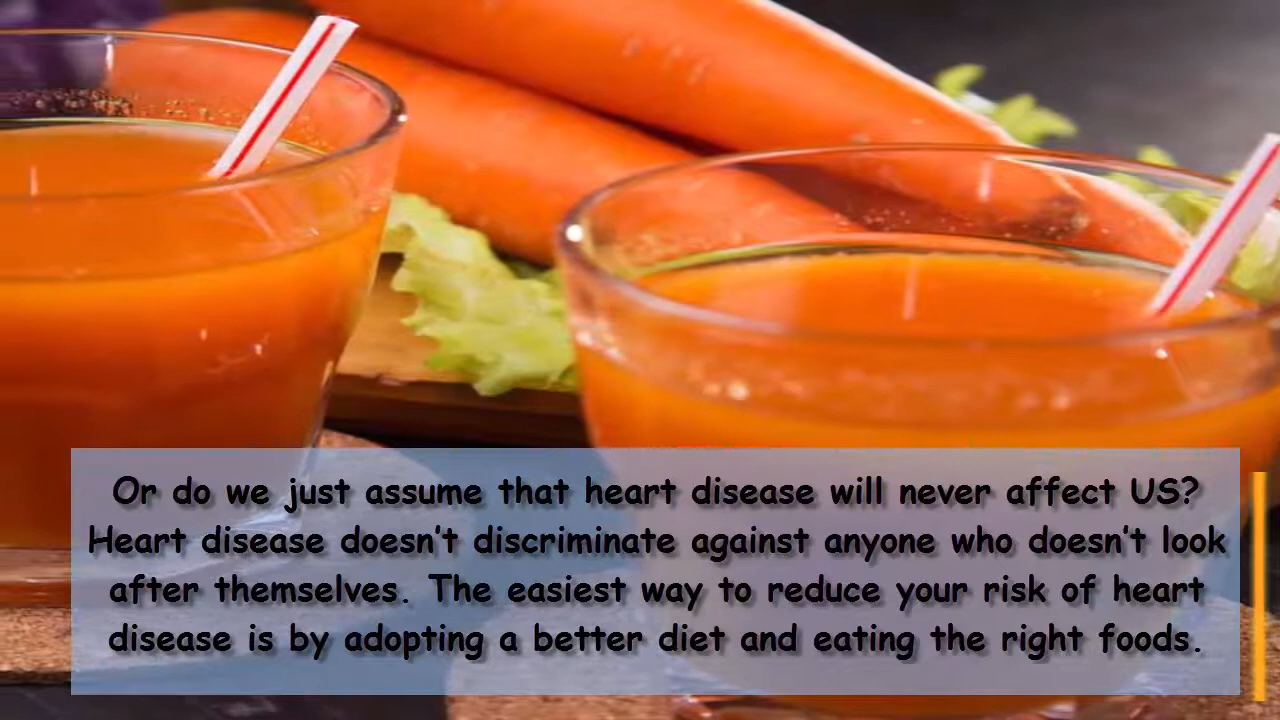 Or do we just assume that heart disease will never affect US?
Heart disease doesn't discriminate against anyone who doesn't look
after themselves. The easiest way to reduce your risk of heart
disease is by adopting a better diet and eating the right foods.